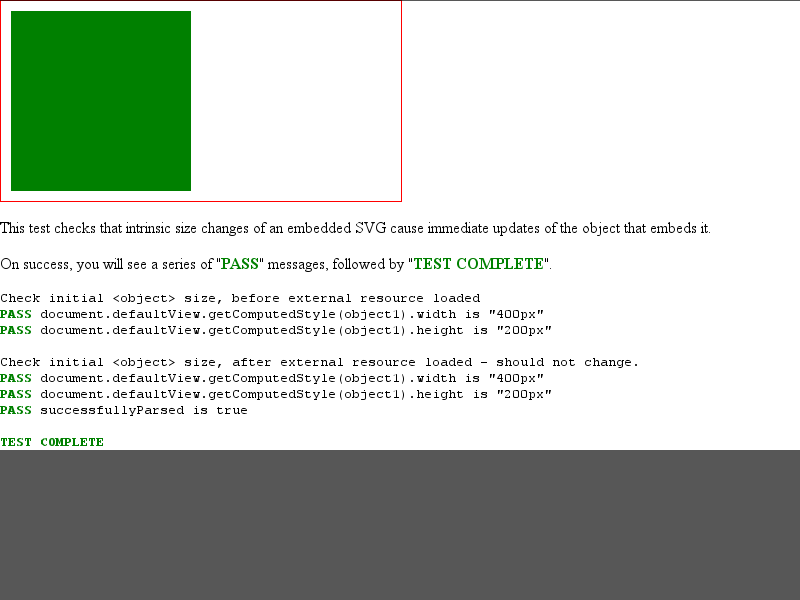 This test checks that intrinsic size changes of an embedded SVG cause immediate updates of the object that embeds it.
On success, you will see a series of "PASS" messages, followed by "TEST COMPLETE".
Check initial <object> size, before external resource loaded
PASS document.defaultView.getComputedStyle(object1).width is "400px"
PASS document.defaultView.getComputedStyle(object1).height is "200px"
Check initial <object> size, after external resource loaded - should not change.
PASS document.defaultView.getComputedStyle(object1).width is "400px"
PASS document.defaultView.getComputedStyle(object1).height is "200px"
PASS successfullyParsed is true
TEST COMPLETE